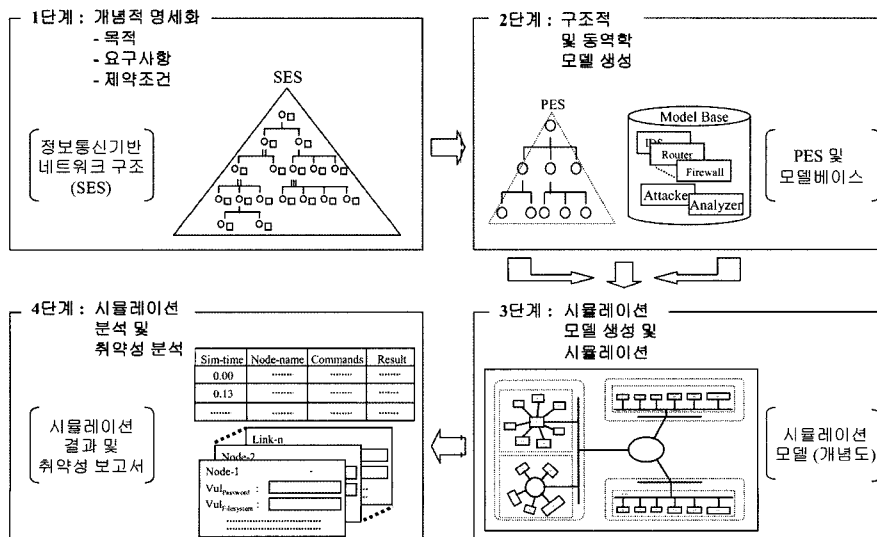 1단계 : 개념적 명세화
- 목적
- 요구사항
- 제약조건
SES
정보통신기반
네트워크 구조
(SES)
2단계 : 구조적
및 동역학
모델 생성
PES
Model Base
IDS
Router
Firewall
Attacke
Analyzer
PES 및
모델베이스
4단계 : 시뮬레이션
분석 및
취약성 분석
Sim-time Node-name Commands Result
0.00 ....... ....... .......
0.13 ....... ....... .......
....... ....... ....... .......
시뮬레이션
결과 및
취약성 보고서
Link-n
Node-2
Node-1 -
Vul_Password :
Vul_Filesystem :
3단계 : 시뮬레이션
모델 생성 및
시뮬레이션
시뮬레이션
모델 (개념도)